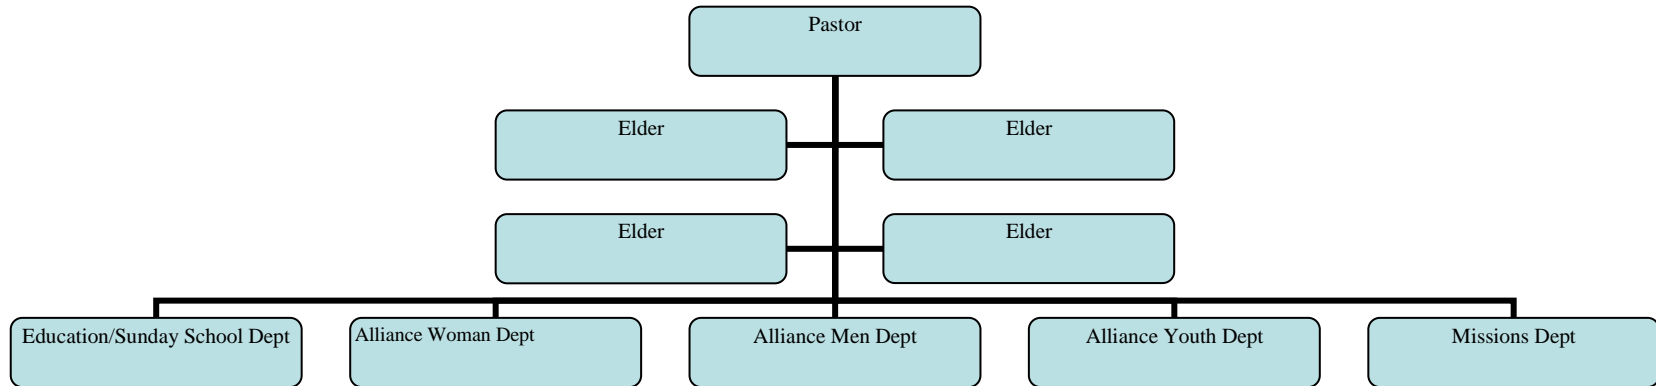 Pastor
Elder
Elder
Elder
Elder
Education/Sunday School Dept
Alliance Woman Dept
Alliance Men Dept
Alliance Youth Dept
Missions Dept